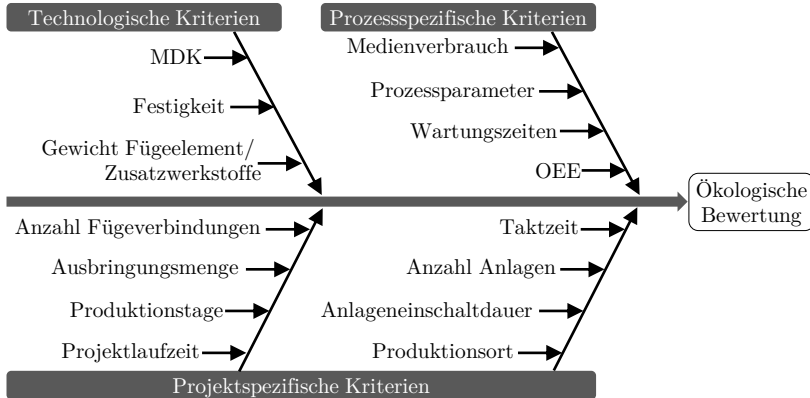 Technologische Kriterien
MDK
Festigkeit
Gewicht Fügeelement/
Zusatzwerkstoffe
Prozessspezifische Kriterien
Medienverbrauch
Prozessparameter
Wartungszeiten
OEE
Ökologische
Bewertung
Anzahl Fügeverbindungen
Ausbringungsmenge
Produktionstage
Projektlaufzeit
Taktzeit
Anzahl Anlagen
Anlageneinschaltdauer
Produktionsort
Projektspezifische Kriterien